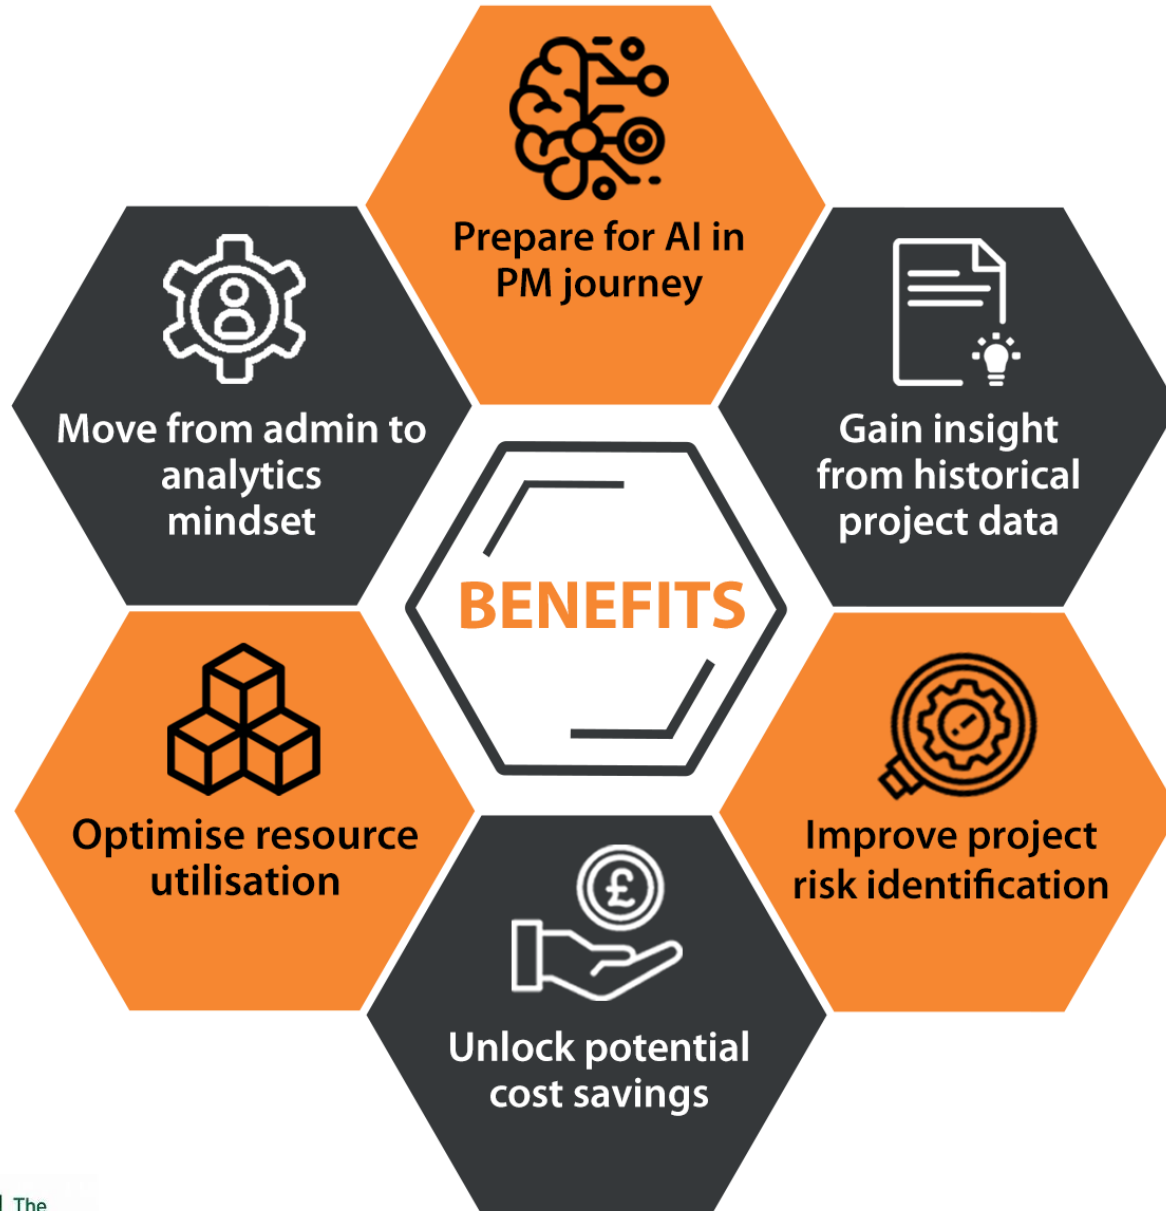 Prepare for AI in
PM journey
Move from admin to
analytics
mindset
Gain insight
from historical
project data
BENEFITS
Optimise resource
utilisation
£
Improve project
risk identification
Unlock potential
cost savings
The